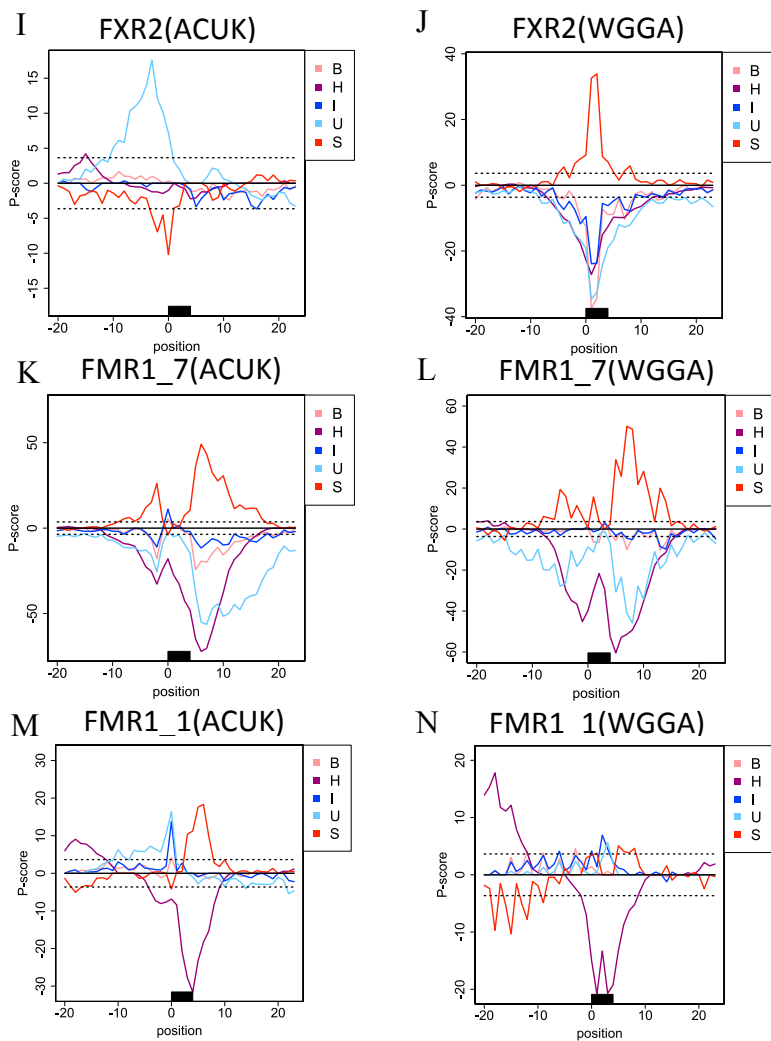 I
FXR2(ACUK)
B
H
I
U
S
15
10
5
0
-5
-10
-15
P-score
-20
-10
0
10
20
position
J
FXR2(WGGA)
B
H
I
U
S
40
20
0
-20
-40
P-score
-20
-10
0
10
20
position
K
FMR1_7(ACUK)
B
H
I
U
S
50
0
-50
P-score
-20
-10
0
10
20
position
L
FMR1_7(WGGA)
B
H
I
U
S
60
40
20
0
-20
-40
-60
P-score
-20
-10
0
10
20
position
M
FMR1_1(ACUK)
B
H
I
U
S
30
20
10
0
-10
-20
-30
P-score
-20
-10
0
10
20
position
N
FMR1 1(WGGA)
B
H
I
U
S
20
10
0
-10
-20
P-score
-20
-10
0
10
20
position